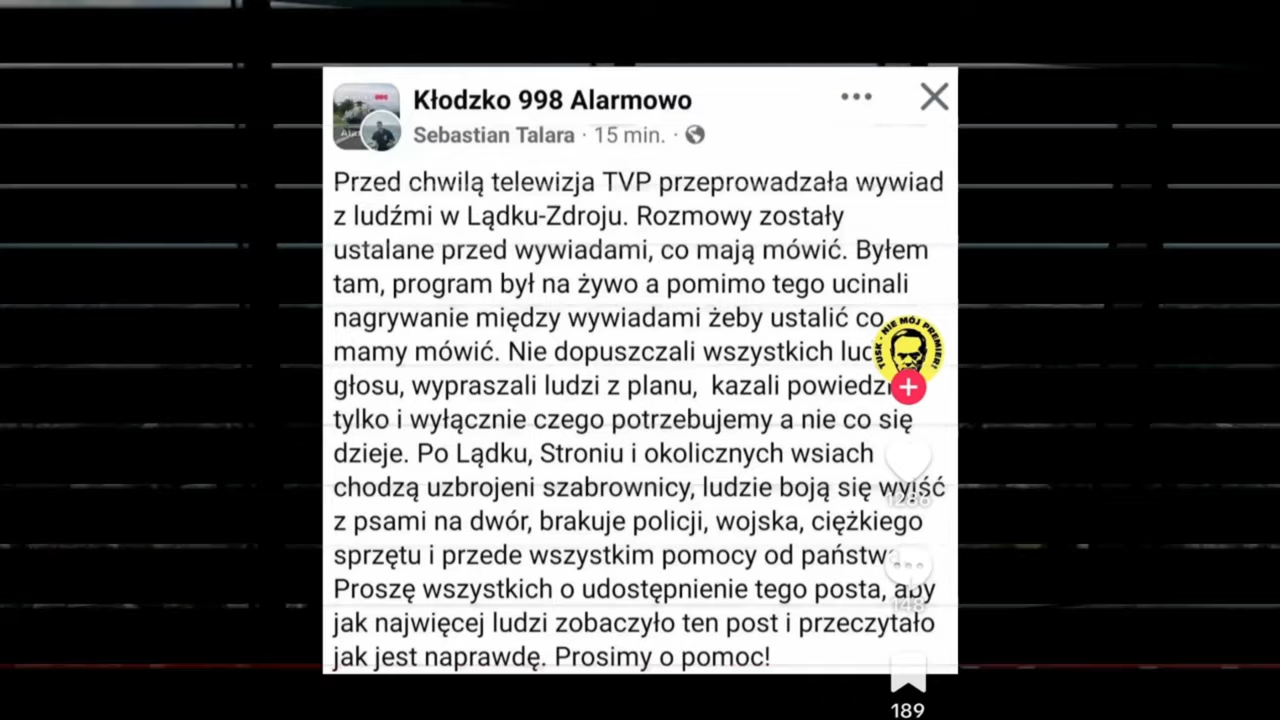 Kłodzko 998 Alarmowo
Sebastian Talara · 15 min. ·
Przed chwilą telewizja TVP przeprowadzała wywiad
z ludźmi w Lądku-Zdroju. Rozmowy zostały
ustalane przed wywiadami, co mają mówić. Byłem
tam, program był na żywo a pomimo tego ucinali
nagrywanie między wywiadami żeby ustalić co
mamy mówić. Nie dopuszczali wszystkich
TUSK - NIE MÓJ PREMIER!
głosu, wypraszali ludzi z planu, kazali
tylko i wyłącznie czego potrzebujemy a nie co się
dzieje. Po Lądku, Stroniu i okolicznych wsiach
chodzą uzbrojeni szabrownicy, ludzie boją się wyjść
1286
z psami na dwór, brakuje policji, wojska, ciężkiego
sprzętu i przede wszystkim pomocy od państwa
Proszę wszystkich o udostępnienie tego posta, aby
148
jak najwięcej ludzi zobaczyło ten post i przeczytało
jak jest naprawdę. Prosimy o pomoc!
189